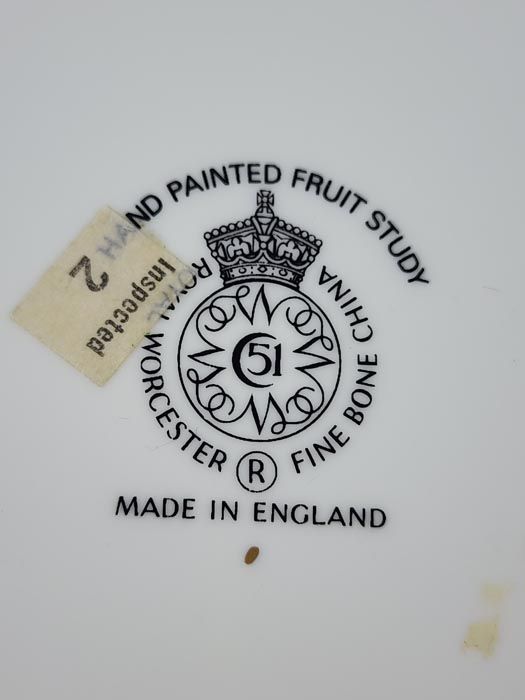 HAND PAINTED FRUIT STUDY
ROYAL WORCESTER FINE BONE CHINA
51
R
MADE IN ENGLAND
Inspected
2